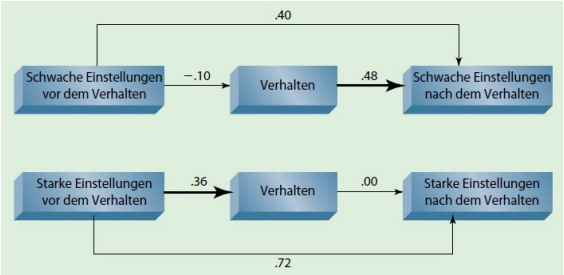 .40
Schwache Einstellungen
vor dem Verhalten
−.10
Verhalten
.48
Schwache Einstellungen
nach dem Verhalten
Starke Einstellungen
vor dem Verhalten
.36
Verhalten
.00
Starke Einstellungen
nach dem Verhalten
.72